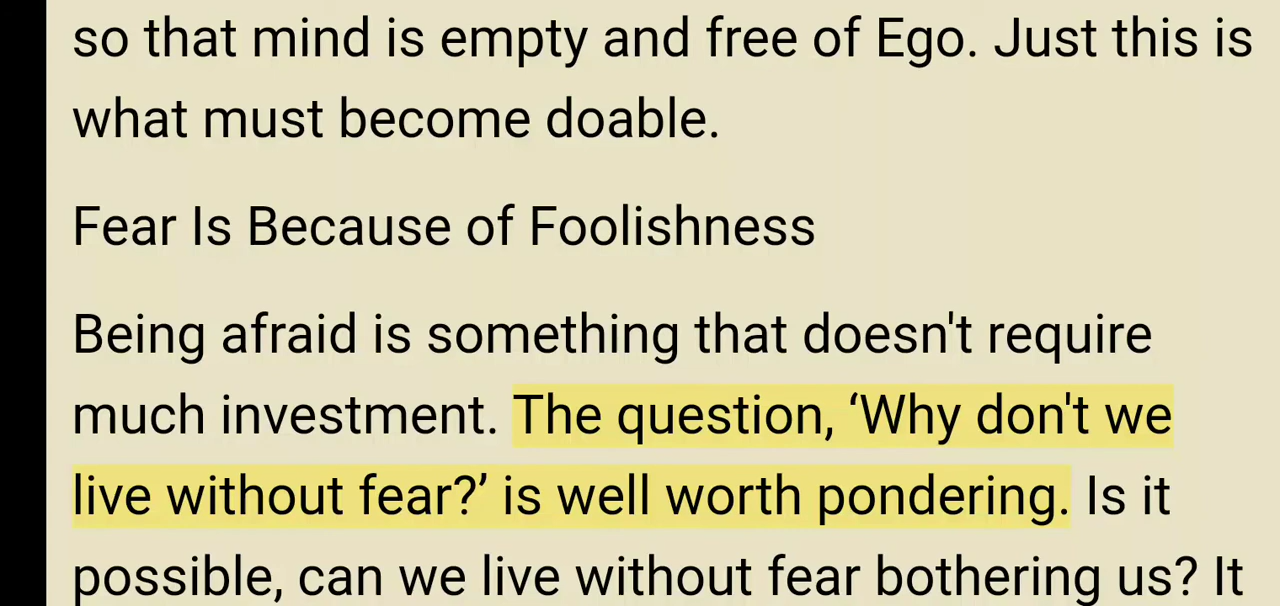 so that mind is empty and free of Ego. Just this is
what must become doable.
Fear Is Because of Foolishness
Being afraid is something that doesn't require
much investment. The question, ‘Why don't we
live without fear?’ is well worth pondering. Is it
possible, can we live without fear bothering us? It